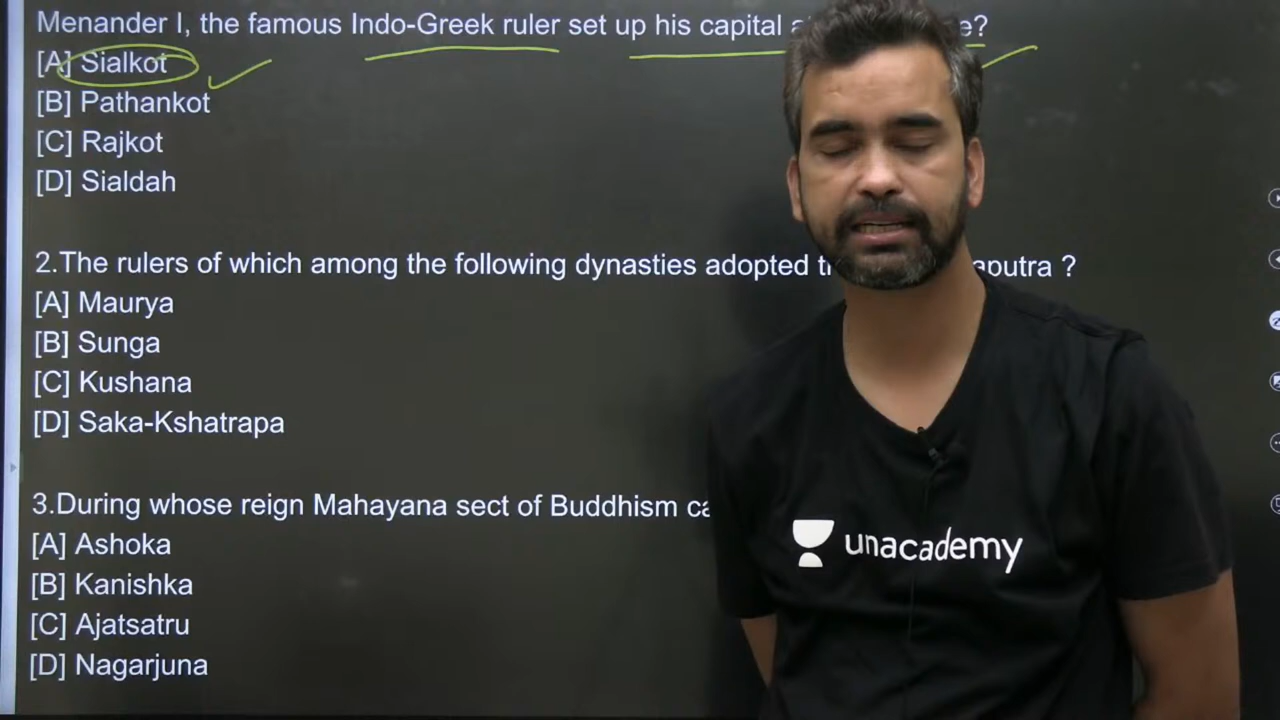 Menander I, the famous Indo-Greek ruler set up his capital
[A] Sialkot
[B] Pathankot
[C] Rajkot
[D] Sialdah
2.The rulers of which among the following dynasties adopted ?
[A] Maurya
[B] Sunga
[C] Kushana
[D] Saka-Kshatrapa
3.During whose reign Mahayana sect of Buddhism
[A] Ashoka
[B] Kanishka
[C] Ajatsatru
[D] Nagarjuna
unacademy